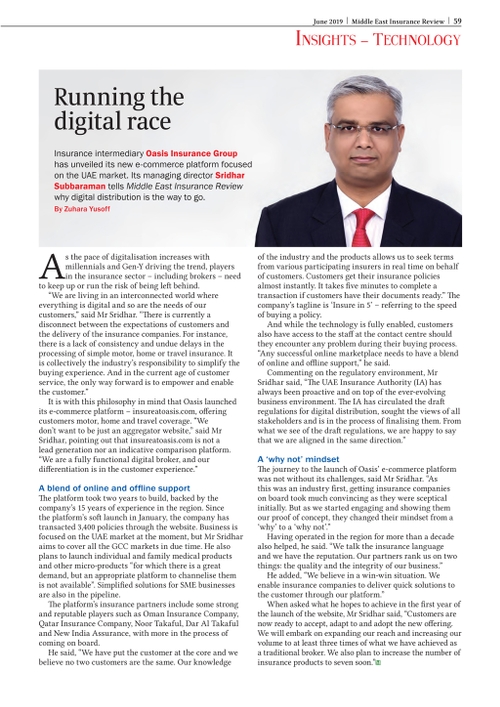 June 2019 | Middle East Insurance Review | 59
INSIGHTS – TECHNOLOGY
Running the
digital race
Insurance intermediary Oasis Insurance Group
has unveiled its new e-commerce platform focused
on the UAE market. Its managing director Sridhar
Subbaraman tells Middle East Insurance Review
why digital distribution is the way to go.
By Zuhara Yusoff
As the pace of digitalisation increases with
millennials and Gen-Y driving the trend, players
in the insurance sector – including brokers – need
to keep up or run the risk of being left behind.
"We are living in an interconnected world where
everything is digital and so are the needs of our
customers," said Mr Sridhar. "There is currently a
disconnect between the expectations of customers and
the delivery of the insurance companies. For instance,
there is a lack of consistency and undue delays in the
processing of simple motor, home or travel insurance. It
is collectively the industry's responsibility to simplify the
buying experience. And in the current age of customer
service, the only way forward is to empower and enable
the customer."
It is with this philosophy in mind that Oasis launched
its e-commerce platform – insureatoasis.com, offering
customers motor, home and travel coverage. "We
don't want to be just an aggregator website," said Mr
Sridhar, pointing out that insureatoasis.com is not a
lead generation nor an indicative comparison platform.
"We are a fully functional digital broker, and our
differentiation is in the customer experience."
A blend of online and offline support
The platform took two years to build, backed by the
company's 15 years of experience in the region. Since
the platform's soft launch in January, the company has
transacted 3,400 policies through the website. Business is
focused on the UAE market at the moment, but Mr Sridhar
aims to cover all the GCC markets in due time. He also
plans to launch individual and family medical products
and other micro-products "for which there is a great
demand, but an appropriate platform to channelise them
is not available". Simplified solutions for SME businesses
are also in the pipeline.
The platform's insurance partners include some strong
and reputable players such as Oman Insurance Company,
Qatar Insurance Company, Noor Takaful, Dar Al Takaful
and New India Assurance, with more in the process of
coming on board.
He said, "We have put the customer at the core and we
believe no two customers are the same. Our knowledge
of the industry and the products allows us to seek terms
from various participating insurers in real time on behalf
of customers. Customers get their insurance policies
almost instantly. It takes five minutes to complete a
transaction if customers have their documents ready." The
company's tagline is 'Insure in 5' – referring to the speed
of buying a policy.
And while the technology is fully enabled, customers
also have access to the staff at the contact centre should
they encounter any problem during their buying process.
"Any successful online marketplace needs to have a blend
of online and offline support," he said.
Commenting on the regulatory environment, Mr
Sridhar said, "The UAE Insurance Authority (IA) has
always been proactive and on top of the ever-evolving
business environment. The IA has circulated the draft
regulations for digital distribution, sought the views of all
stakeholders and is in the process of finalising them. From
what we see of the draft regulations, we are happy to say
that we are aligned in the same direction."
A 'why not' mindset
The journey to the launch of Oasis' e-commerce platform
was not without its challenges, said Mr Sridhar. "As
this was an industry first, getting insurance companies
on board took much convincing as they were sceptical
initially. But as we started engaging and showing them
our proof of concept, they changed their mindset from a
'why' to a 'why not'."
Having operated in the region for more than a decade
also helped, he said. "We talk the insurance language
and we have the reputation. Our partners rank us on two
things: the quality and the integrity of our business."
He added, "We believe in a win-win situation. We
enable insurance companies to deliver quick solutions to
the customer through our platform."
When asked what he hopes to achieve in the first year of
the launch of the website, Mr Sridhar said, "Customers are
now ready to accept, adapt to and adopt the new offering.
We will embark on expanding our reach and increasing our
volume to at least three times of what we have achieved as
a traditional broker. We also plan to increase the number of
insurance products to seven soon."